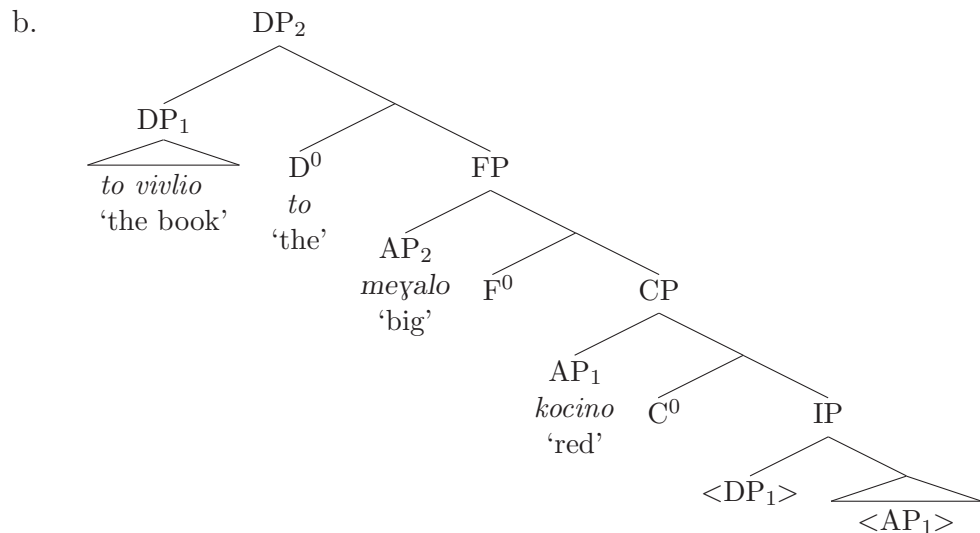 b.
DP₂
DP₁
to vivlio
‘the book’
D⁰
to
‘the’
FP
AP₂
meɣalo
‘big’
F⁰
CP
AP₁
kocino
‘red’
C⁰
IP
<DP₁>
<AP₁>